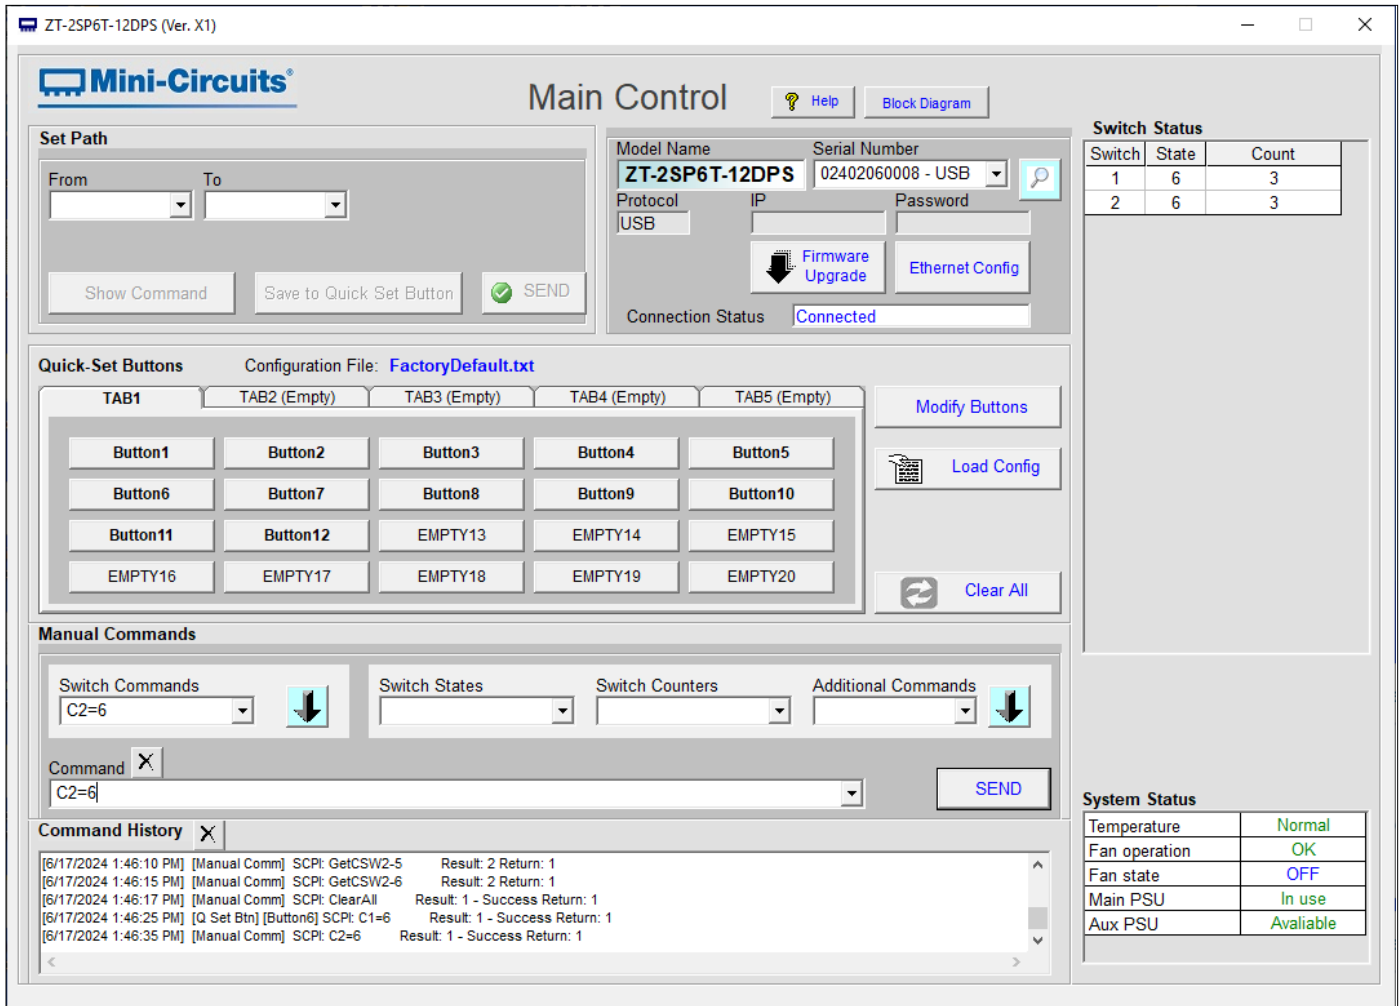 ZT-2SP6T-12DPS (Ver. X1)
Mini-Circuits®
Main Control
Help
Block Diagram
Set Path
From To
Show Command
Save to Quick Set Button
SEND
Model Name Serial Number
ZT-2SP6T-12DPS 02402060008 - USB
Protocol IP Password
USB
Firmware
Upgrade
Ethernet Config
Connection Status Connected
Switch Status
Switch State Count
1 6 3
2 6 3
Quick-Set Buttons Configuration File: FactoryDefault.txt
TAB1 TAB2 (Empty) TAB3 (Empty) TAB4 (Empty) TAB5 (Empty)
Button1 Button2 Button3 Button4 Button5
Button6 Button7 Button8 Button9 Button10
Button11 Button12 EMPTY13 EMPTY14 EMPTY15
EMPTY16 EMPTY17 EMPTY18 EMPTY19 EMPTY20
Modify Buttons
Load Config
Clear All
Manual Commands
Switch Commands Switch States Switch Counters Additional Commands
C2=6
Command X
C2=6
SEND
Command History X
[6/17/2024 1:46:10 PM] [Manual Comm] SCPI: GetCSW2-5 Result: 2 Return: 1
[6/17/2024 1:46:15 PM] [Manual Comm] SCPI: GetCSW2-6 Result: 2 Return: 1
[6/17/2024 1:46:17 PM] [Manual Comm] SCPI: ClearAll Result: 1 - Success Return: 1
[6/17/2024 1:46:25 PM] [Q Set Btn] [Button6] SCPI: C1=6 Result: 1 - Success Return: 1
[6/17/2024 1:46:35 PM] [Manual Comm] SCPI: C2=6 Result: 1 - Success Return: 1
System Status
Temperature Normal
Fan operation OK
Fan state OFF
Main PSU In use
Aux PSU Avaliable